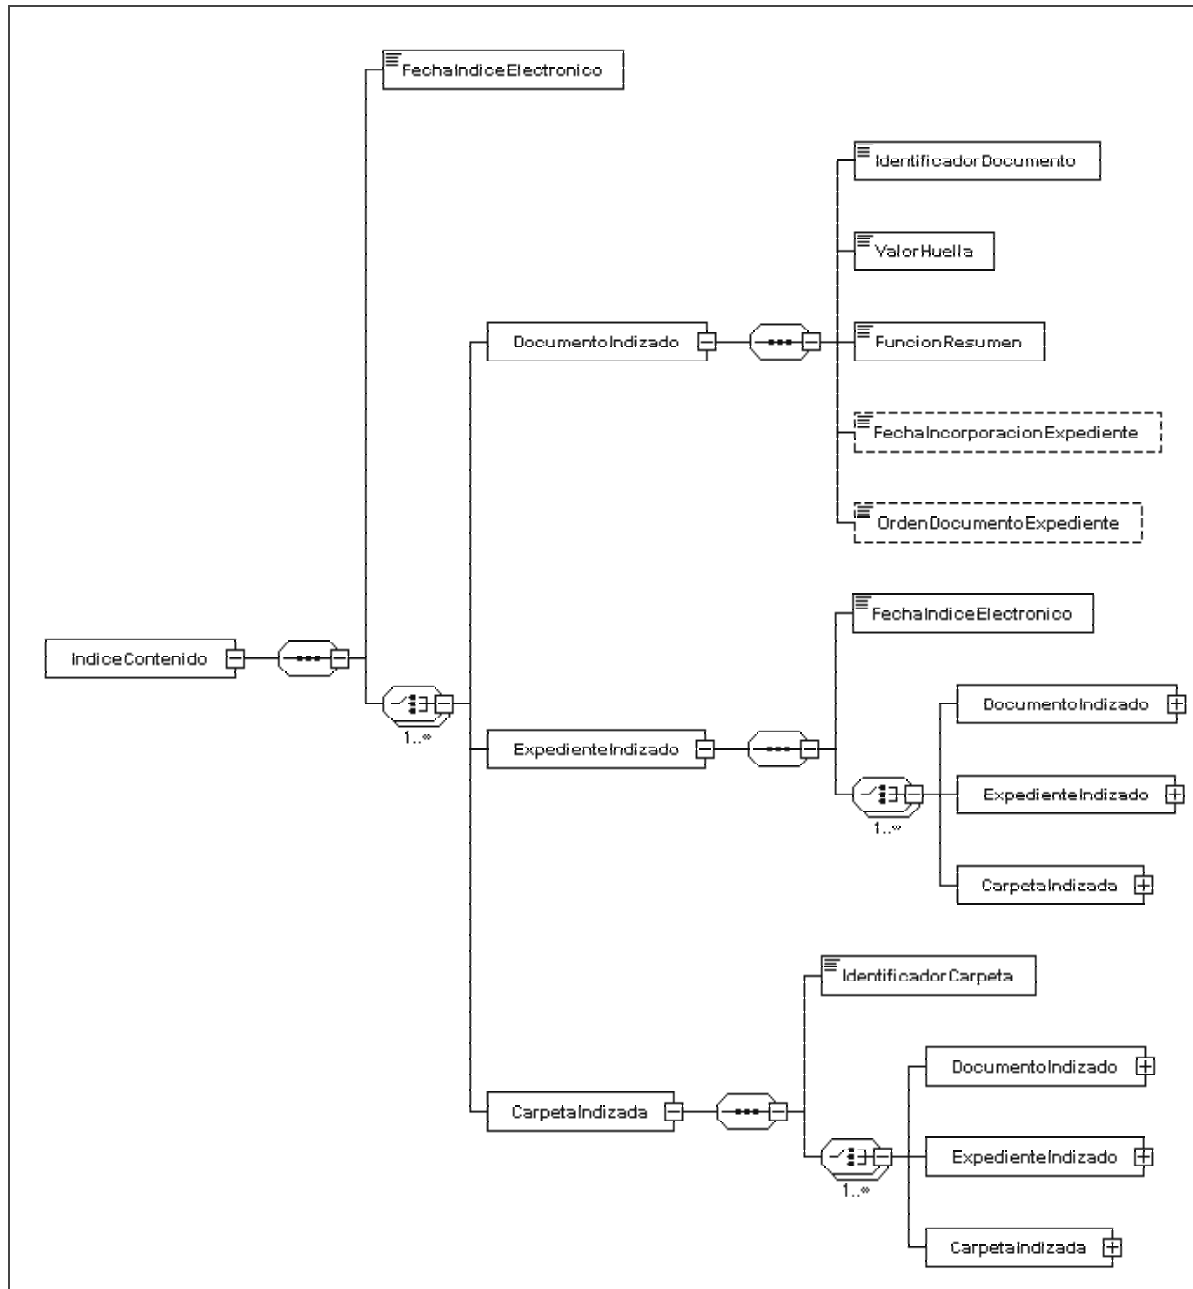 FechaIndiceElectronico
IdentificadorDocumento
ValorHuella
DocumentoIndizado
FuncionResumen
FechaIncorporacionExpediente
OrdenDocumentoExpediente
IndiceContenido
1..∞
FechaIndiceElectronico
ExpedienteIndizado
DocumentoIndizado
ExpedienteIndizado
1..∞
CarpetaIndizada
IdentificadorCarpeta
CarpetaIndizada
DocumentoIndizado
ExpedienteIndizado
1..∞
CarpetaIndizada